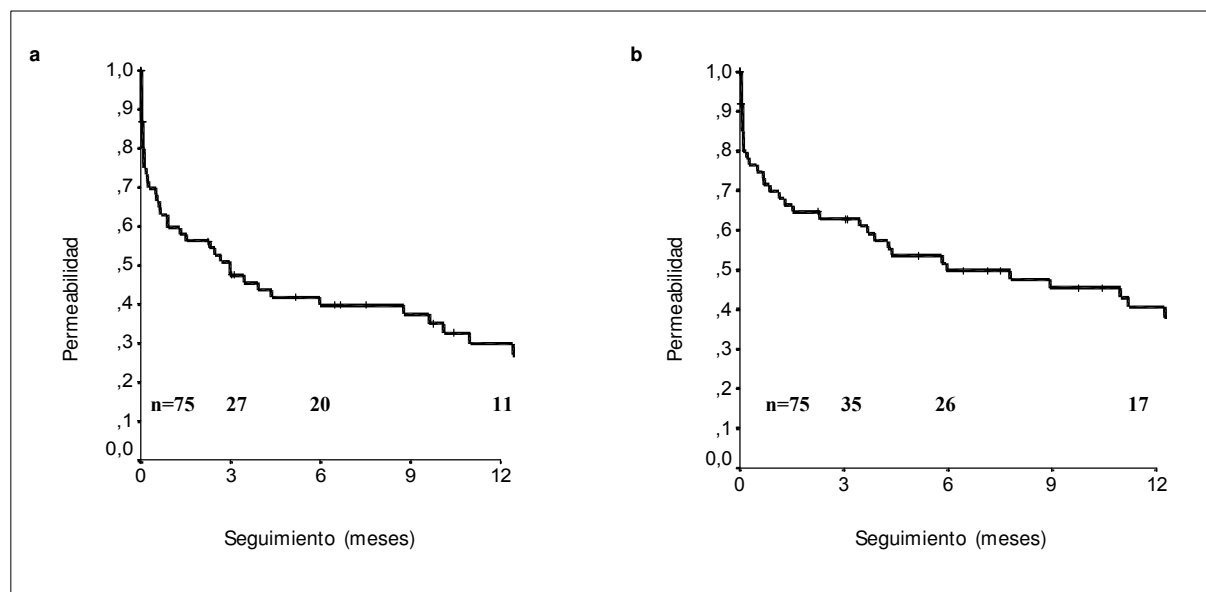 a
1,0
,9
,8
,7
,6
,5
,4
,3
,2
,1
0,0
Permeabilidad
n=75 27 20 11
0 3 6 9 12
Seguimiento (meses)
b
1,0
,9
,8
,7
,6
,5
,4
,3
,2
,1
0,0
Permeabilidad
n=75 35 26 17
0 3 6 9 12
Seguimiento (meses)